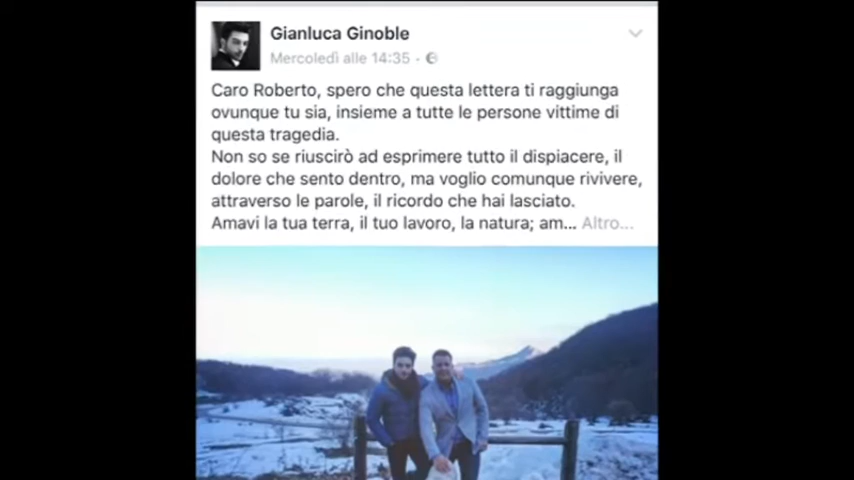 Gianluca Ginoble
Mercoledì alle 14:35 ·
Caro Roberto, spero che questa lettera ti raggiunga
ovunque tu sia, insieme a tutte le persone vittime di
questa tragedia.
Non so se riuscirò ad esprimere tutto il dispiacere, il
dolore che sento dentro, ma voglio comunque rivivere,
attraverso le parole, il ricordo che hai lasciato.
Amavi la tua terra, il tuo lavoro, la natura; am... Altro...